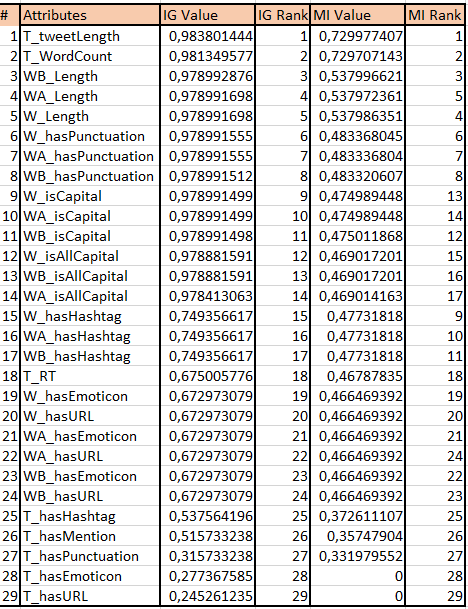 # Attributes IG Value IG Rank MI Value MI Rank
1 T_tweetLength 0,983801444 1 0,729977407 1
2 T_WordCount 0,981349577 2 0,729707143 2
3 WB_Length 0,978992876 3 0,537996621 3
4 WA_Length 0,978991698 4 0,537972361 5
5 W_Length 0,978991698 5 0,537986351 4
6 W_hasPunctuation 0,978991555 6 0,483368045 6
7 WA_hasPunctuation 0,978991555 7 0,483336804 7
8 WB_hasPunctuation 0,978991512 8 0,483320607 8
9 W_isCapital 0,978991499 9 0,474989448 13
10 WA_isCapital 0,978991499 10 0,474989448 14
11 WB_isCapital 0,978991498 11 0,475011868 12
12 W_isAllCapital 0,978881591 12 0,469017201 15
13 WB_isAllCapital 0,978881591 13 0,469017201 16
14 WA_isAllCapital 0,978413063 14 0,469014163 17
15 W_hasHashtag 0,749356617 15 0,47731818 9
16 WA_hasHashtag 0,749356617 16 0,47731818 10
17 WB_hasHashtag 0,749356617 17 0,47731818 11
18 T_RT 0,675005776 18 0,46787835 18
19 W_hasEmoticon 0,672973079 19 0,466469392 19
20 W_hasURL 0,672973079 20 0,466469392 20
21 WA_hasEmoticon 0,672973079 21 0,466469392 21
22 WA_hasURL 0,672973079 22 0,466469392 24
23 WB_hasEmoticon 0,672973079 23 0,466469392 22
24 WB_hasURL 0,672973079 24 0,466469392 23
25 T_hasHashtag 0,537564196 25 0,372611107 25
26 T_hasMention 0,515733238 26 0,35747904 26
27 T_hasPunctuation 0,315733238 27 0,331979552 27
28 T_hasEmoticon 0,277367585 28 0 28
29 T_hasURL 0,245261235 29 0 29